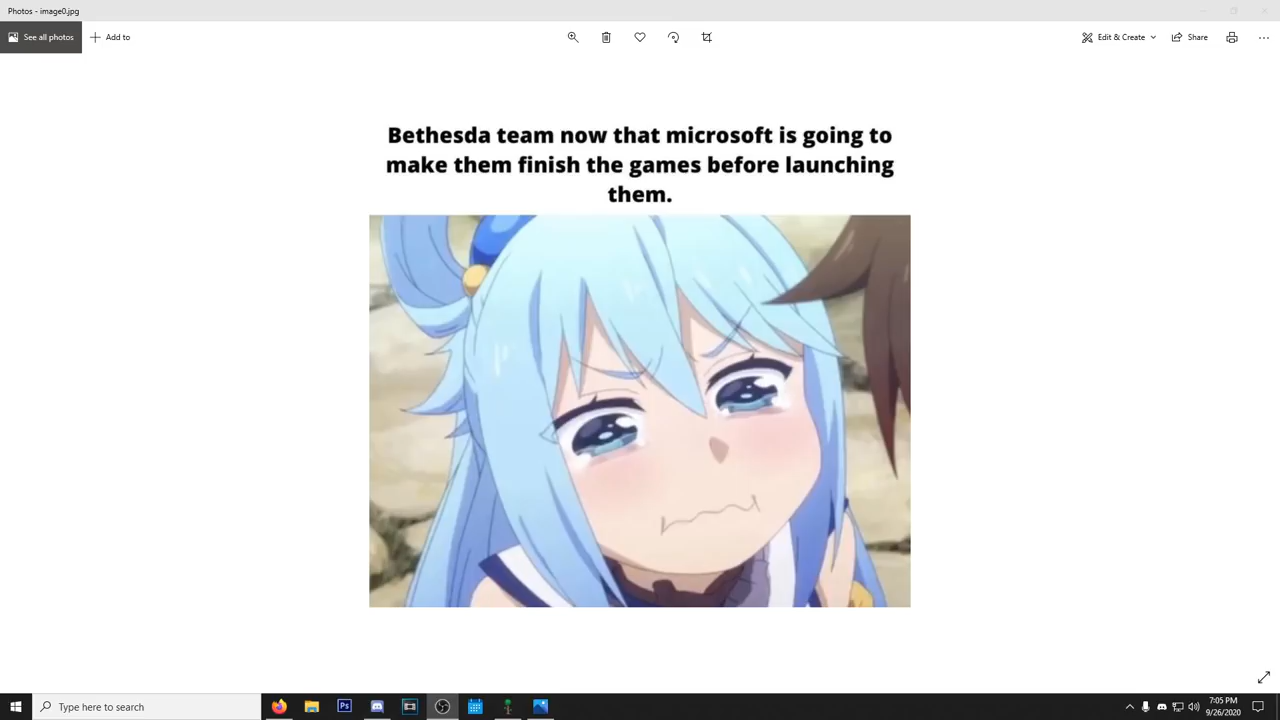 Photos - image0.jpg
See all photos
Add to
Edit & Create
Share
Bethesda team now that microsoft is going to
make them finish the games before launching
them.
Ps
Type here to search
7:05 PM
9/26/2020